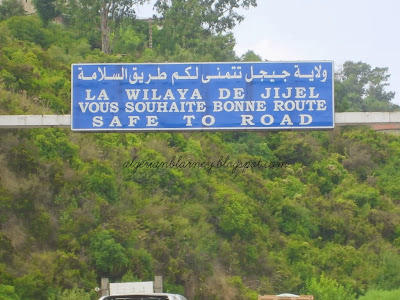 ولاية جيجل تتمنى لكم طريق السلامة
LA WILAYA DE JIJEL
VOUS SOUHAITE BONNE ROUTE
SAFE TO ROAD
algerianblarney.blogspot.com